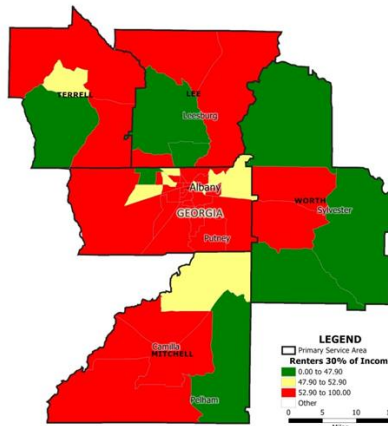 TERRELL
LEE
Leesburg
Albany
GEORGIA
WORTH
Sylvester
Putney
Camilla
MITCHELL
Pelham
LEGEND
Primary Service Area
Renters 30% of Incom
0.00 to 47.90
47.90 to 52.90
52.90 to 100.00
Other
0 5 10